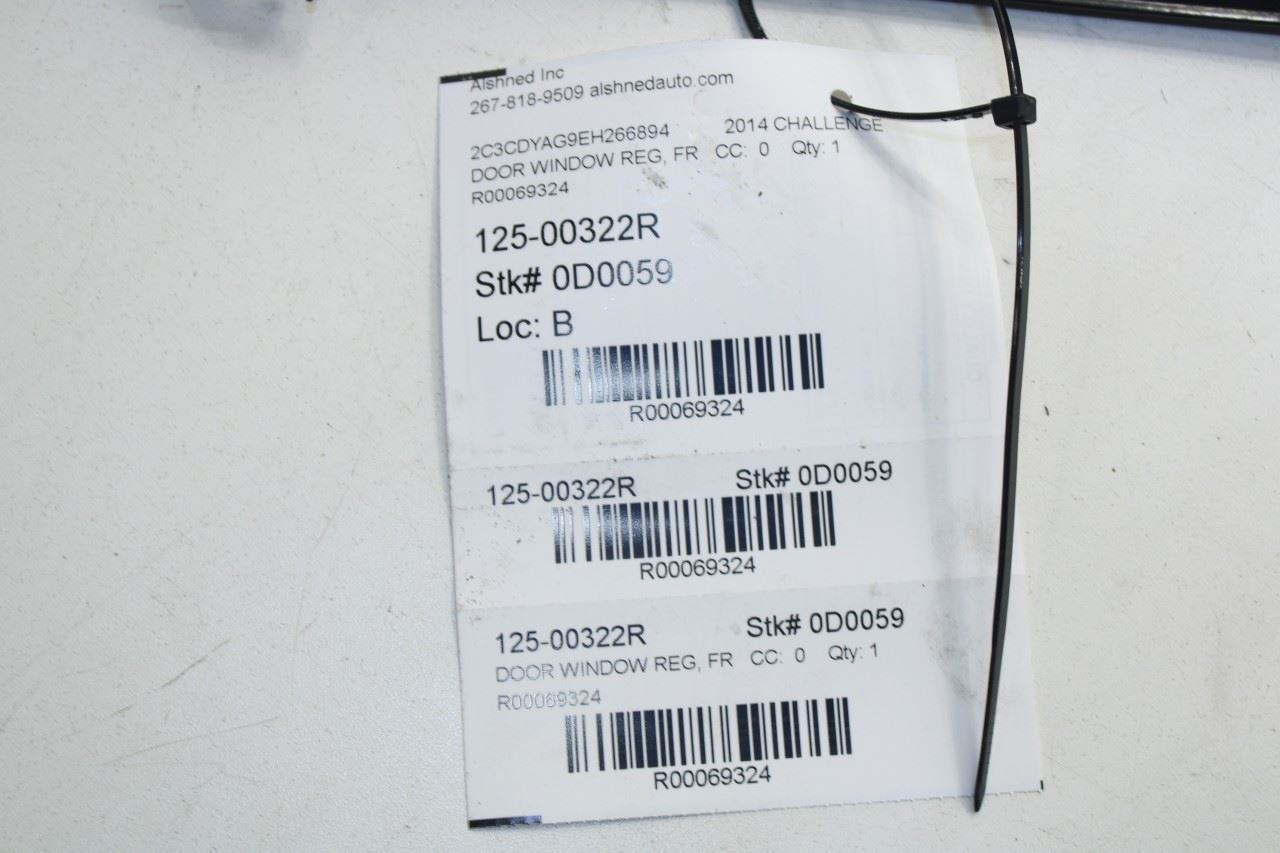 Alshned Inc
267-818-9509 alshnedauto.com
2C3CDYAG9EH266894 2014 CHALLENGE
DOOR WINDOW REG, FR CC: 0 Qty: 1
R00069324
125-00322R
Stk# 0D0059
Loc: B
R00069324
125-00322R Stk# 0D0059
R00069324
125-00322R Stk# 0D0059
DOOR WINDOW REG, FR CC: 0 Qty: 1
R00069324
R00069324